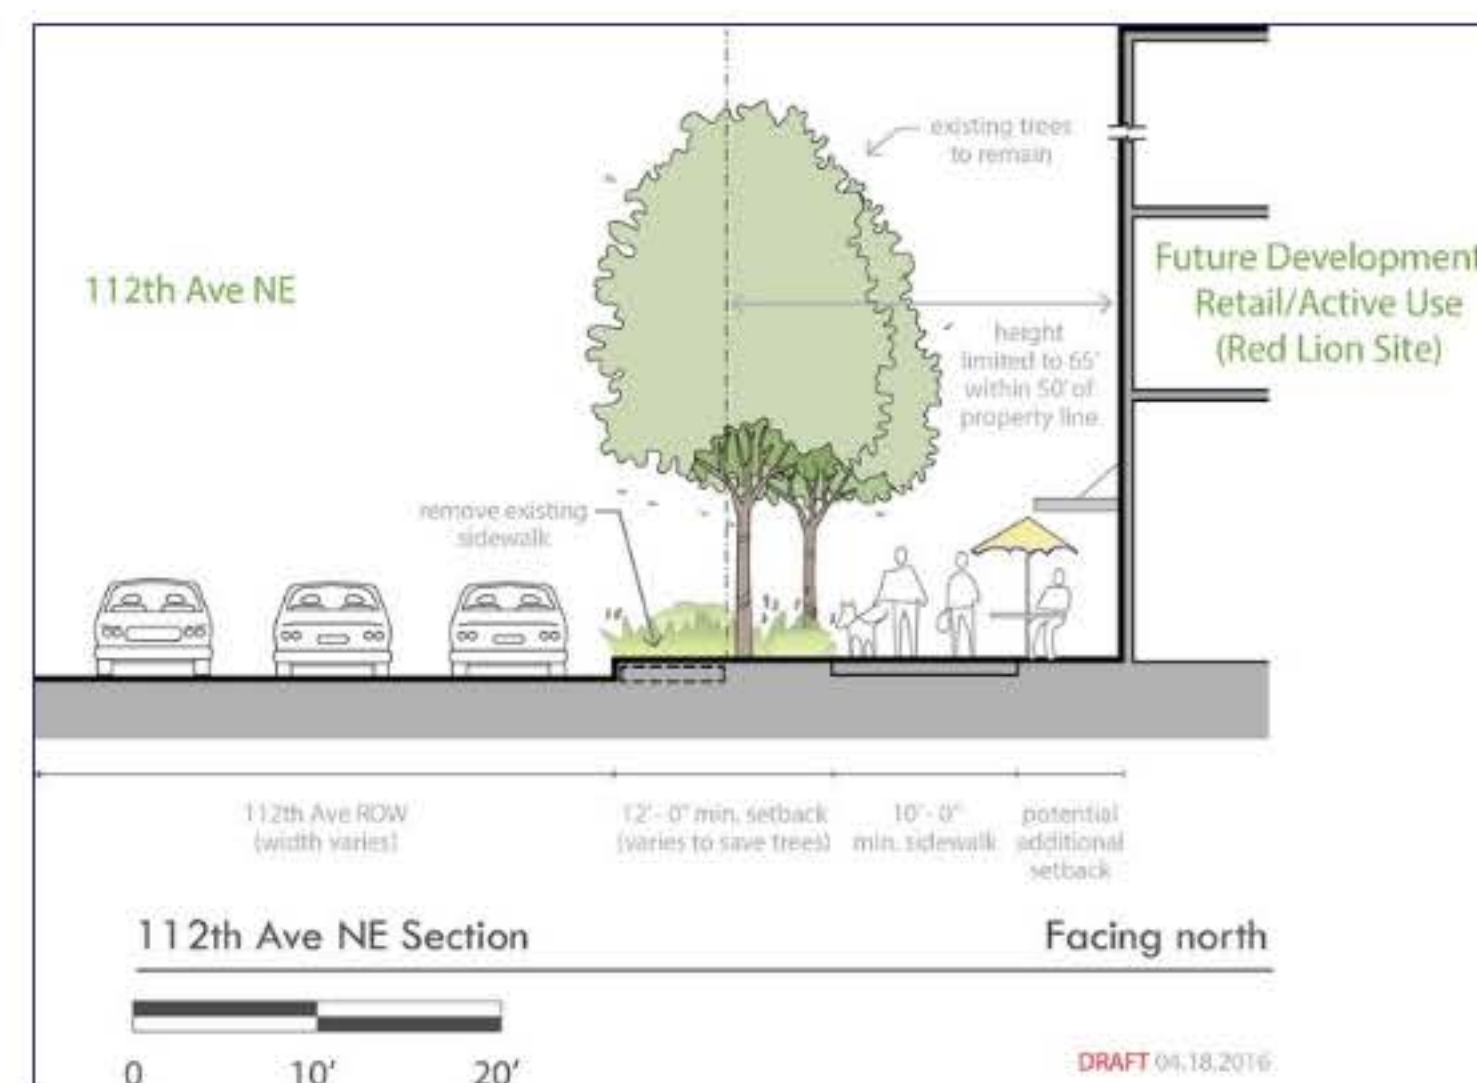 existing trees
to remain
112th Ave NE
Future Development
Retail/Active Use
(Red Lion Site)
height
limited to 65'
within 50' of
property line
remove existing
sidewalk
112th Ave ROW
(width varies)
12'- 0" min. setback
(varies to save trees)
10'- 0"
min. sidewalk
potential
additional
setback
112th Ave NE Section
Facing north
0 10' 20'
DRAFT 04.18.2016